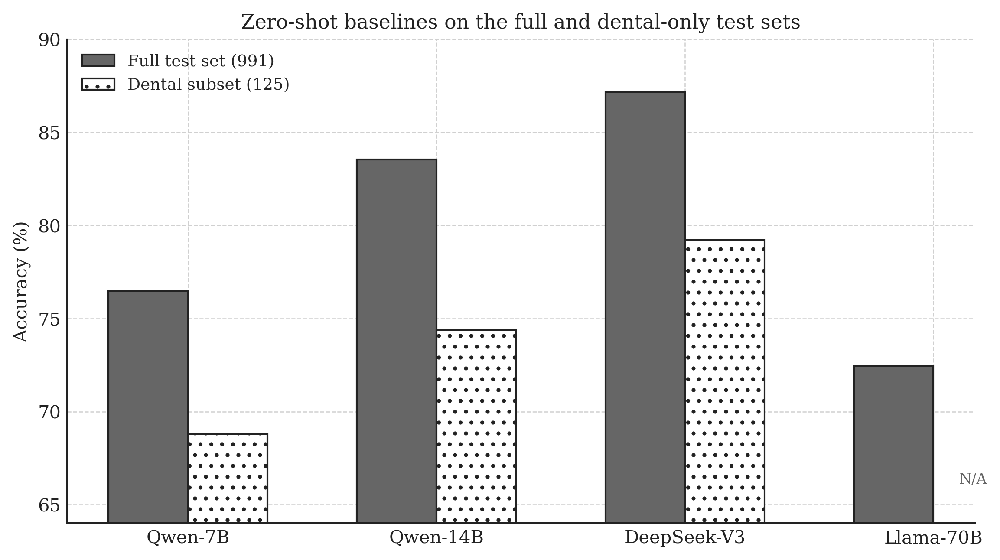 Zero-shot baselines on the full and dental-only test sets
Full test set (991)
Dental subset (125)
Accuracy (%)
90
85
80
75
70
65
N/A
Qwen-7B
Qwen-14B
DeepSeek-V3
Llama-70B